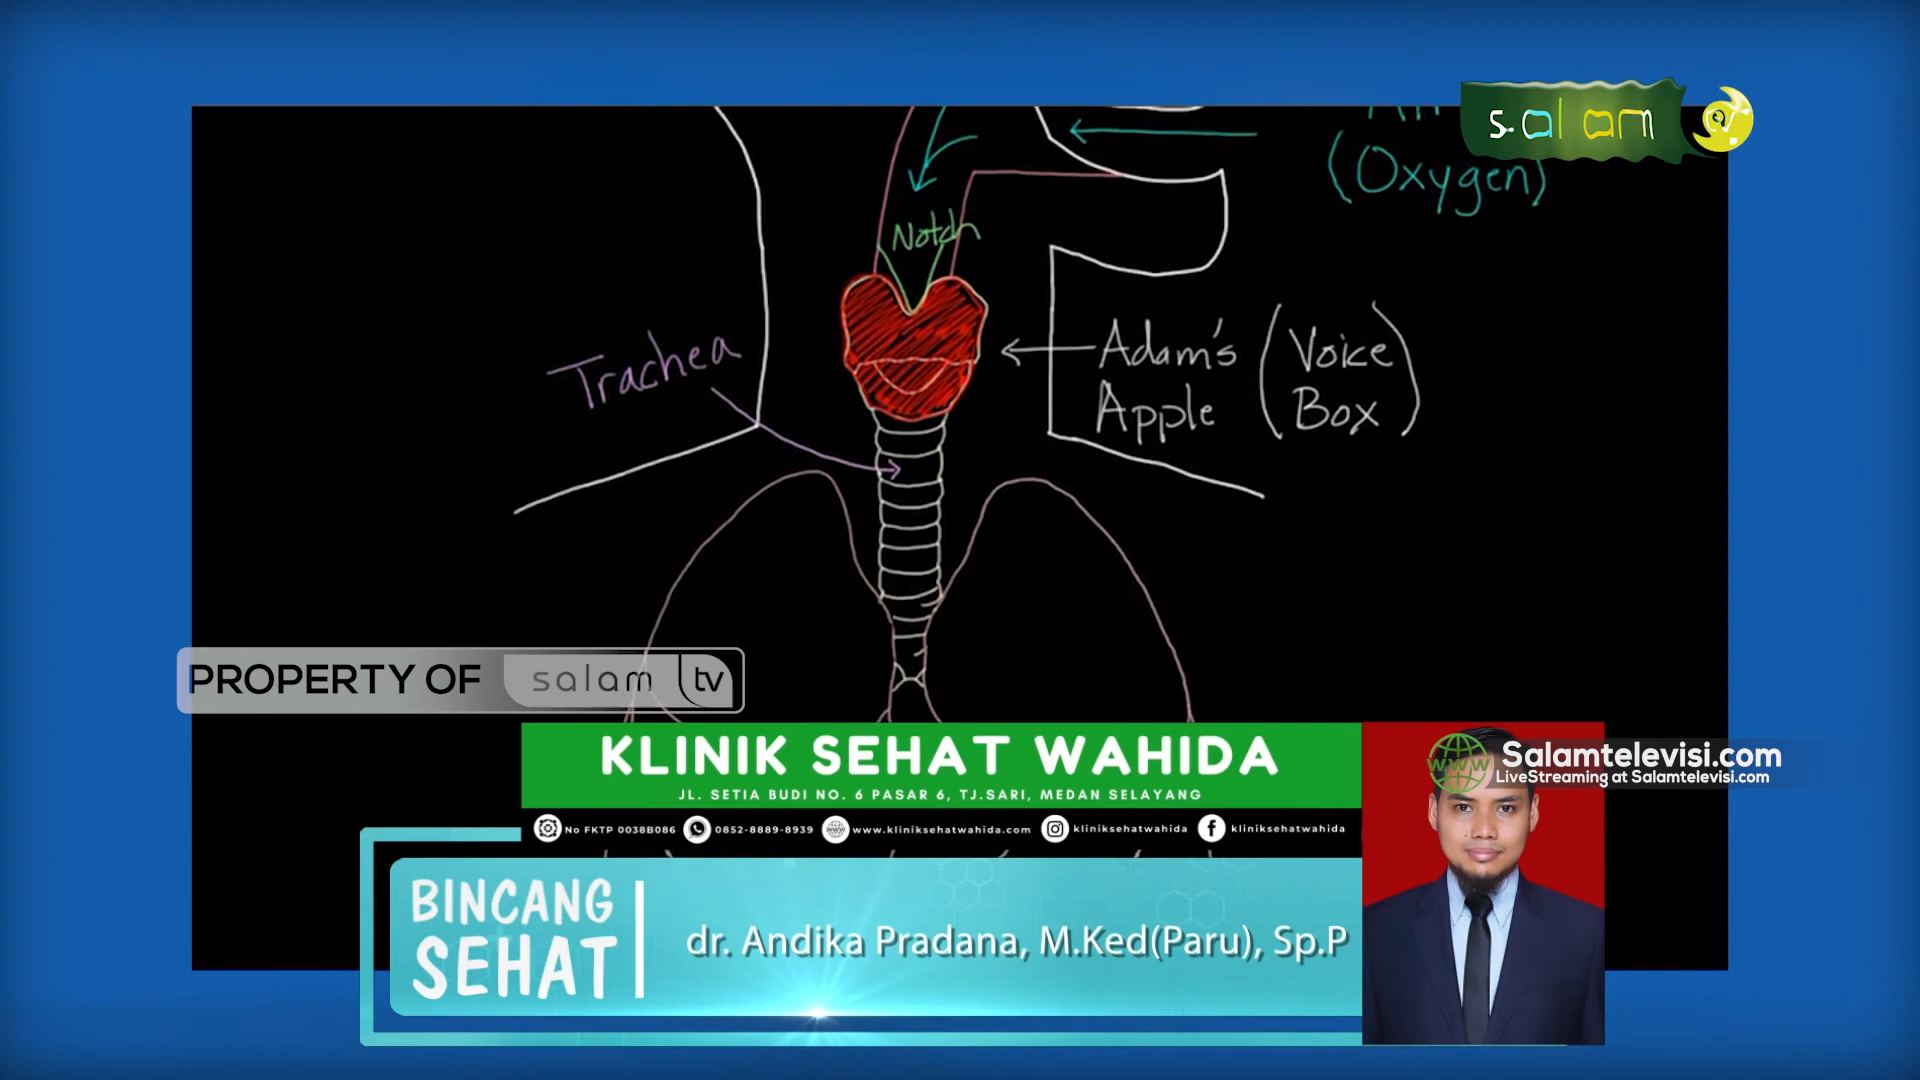 salam
(Oxygen)
Notch
Trachea
Adam's
Apple
(Voice
Box)
PROPERTY OF salam tv
KLINIK SEHAT WAHIDA
JL. SETIA BUDI NO. 6 PASAR 6, TJ.SARI, MEDAN SELAYANG
No FKTP 0038B086 0852-8889-8939 www.kliniksehatwahida.com kliniksehatwahida kliniksehatwahida
www Salamtelevisi.com
LiveStreaming at Salamtelevisi.com
BINCANG
SEHAT
dr. Andika Pradana, M.Ked(Paru), Sp.P